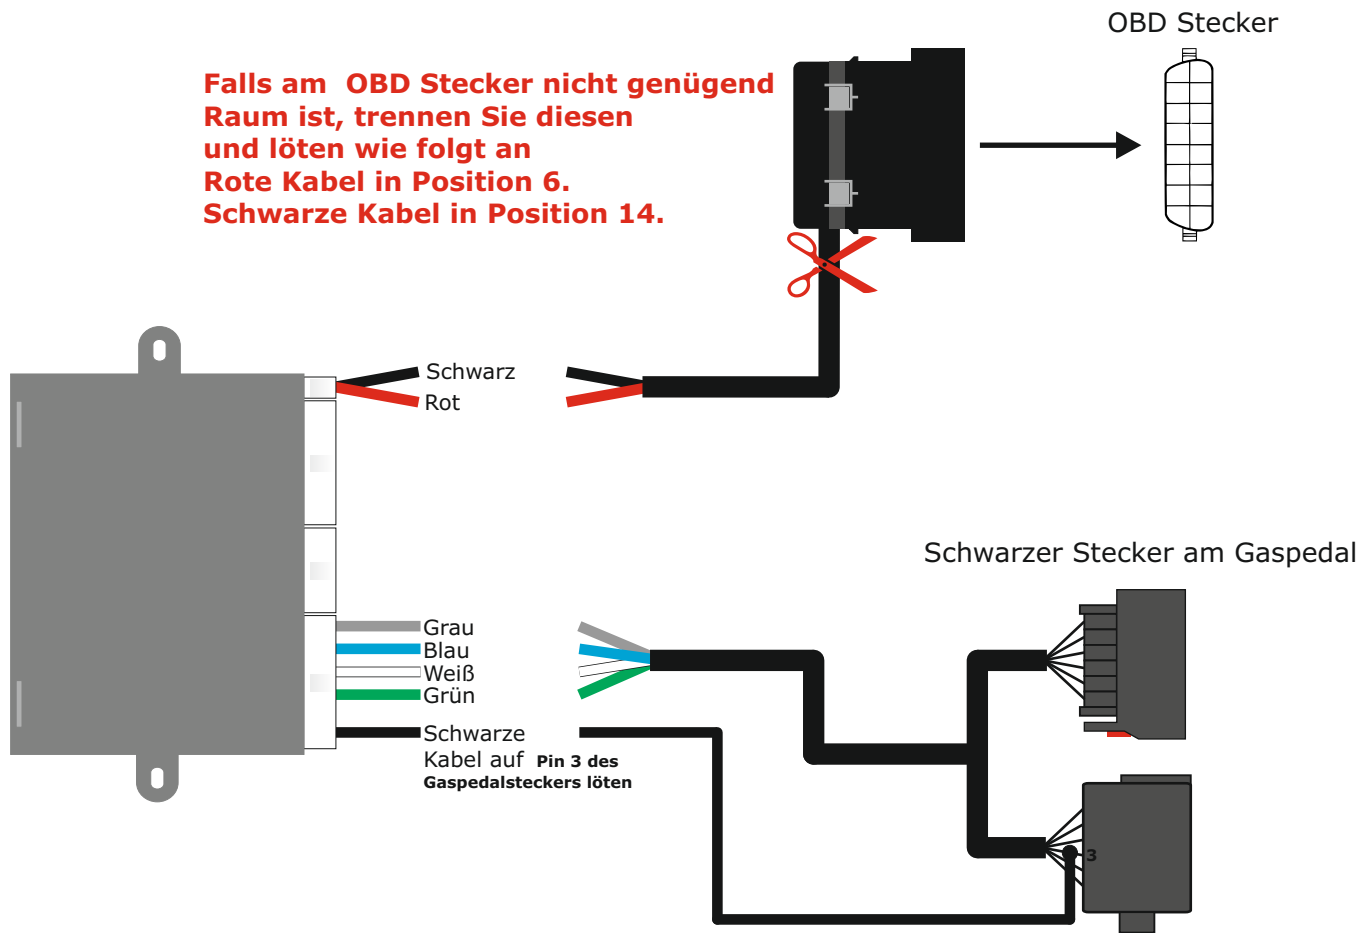 OBD Stecker
Falls am OBD Stecker nicht genügend
Raum ist, trennen Sie diesen
und löten wie folgt an
Rote Kabel in Position 6.
Schwarze Kabel in Position 14.
Schwarz
Rot
Schwarzer Stecker am Gaspedal
Grau
Blau
Weiß
Grün
Schwarze
Kabel auf Pin 3 des
Gaspedalsteckers löten
3